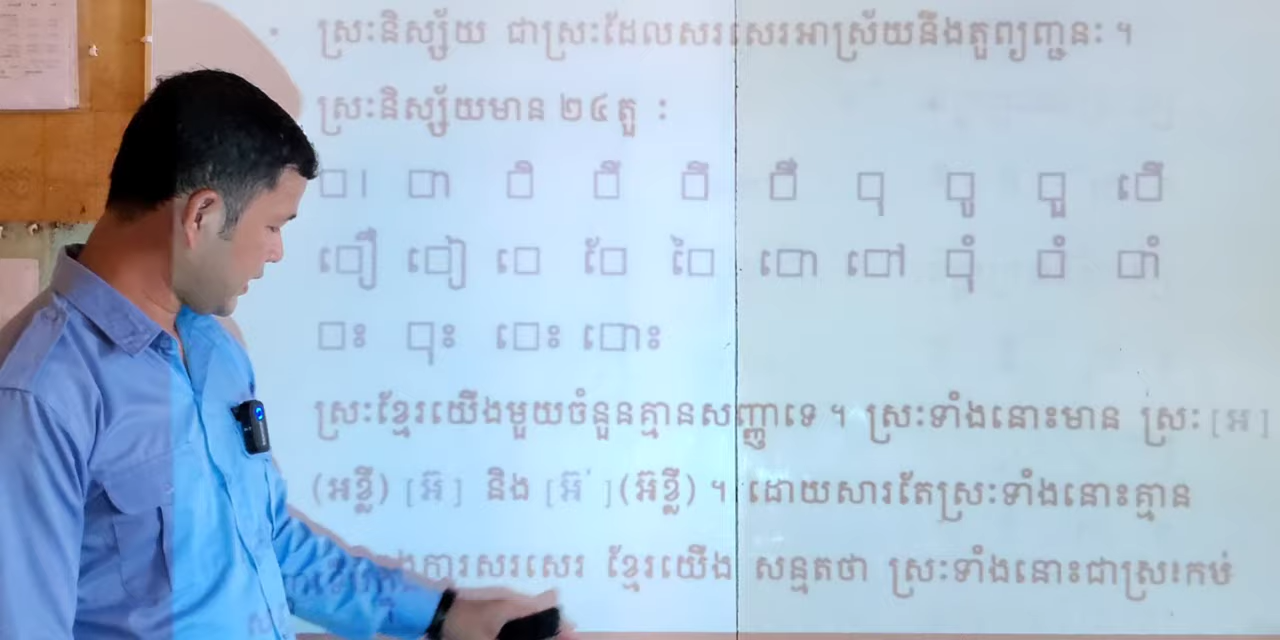 ស្រៈនិស្ស័យ ជាស្រៈដែលសរសេរអាស្រ័យនឹងតួព្យញ្ជនៈ ។
ស្រៈនិស្ស័យមាន ២៤ តួ ៖
□។ □ា □ិ □ី □ឹ □ឺ □ុ □ូ □ួ □ើ
□ឿ □ៀ □េ □ែ □ៃ □ោ □ៅ □ុំ □ំ □ាំ
□ះ □ុះ □េះ □ោះ
ស្រៈខ្មែរយើងមួយចំនួនគ្មានសញ្ញាទេ ។ ស្រៈទាំងនោះមាន ស្រៈ [អ]
(អខ្លី) [អ៊] និង [អ៊ ់ ](អ៊ខ្លី) ។ ដោយសារតែស្រៈទាំងនោះគ្មាន
ការសរសេរ ខ្មែរយើង សន្មតថា ស្រៈទាំងនោះជាស្រៈកម់